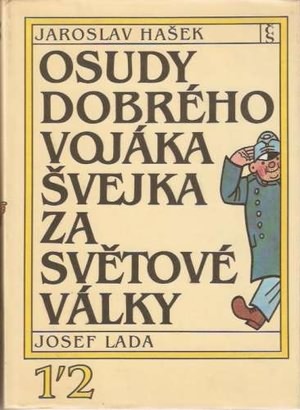 JAROSLAV HAŠEK
OSUDY
DOBRÉHO
VOJÁKA
ŠVEJKA
ZA
SVĚTOVÉ
VÁLKY
JOSEF LADA
1'2